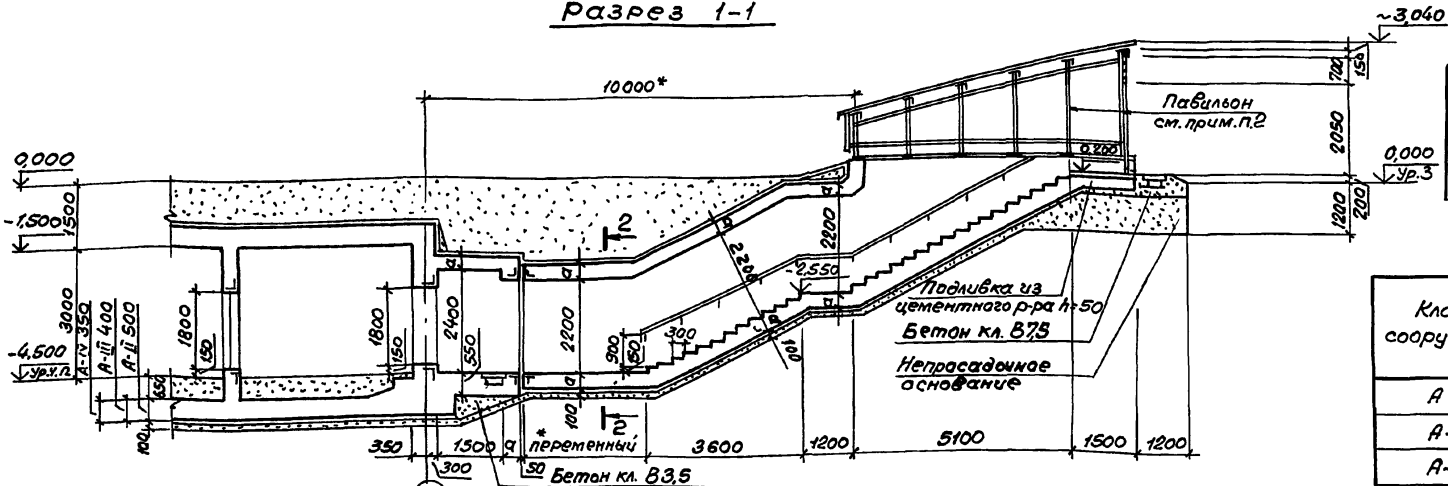 Разрез 1-1
~3,040
10000*
700
150
Павильон
см. прим. п.2
2050
0,000
ур.З
0,200
1200
200
0,000
1500
-1,500
3000
А-IV 350
А-III 400
А-II 500
-4,500
ур.ч.п.
650
100
1800
150
1800
150
2400
550
а
2
а
2200
а
100
2
900
150
300
а
2200
а
100
-2,550
а
2200
а
Подливка из
цементного р-ра h=50
Бетон кл. В7,5
Непросадочное
основание
350
300
1500
а
50
*
переменный
3600
1200
5100
1500
1200
Бетон кл. В3,5
Кла
соору
А
А-
А-